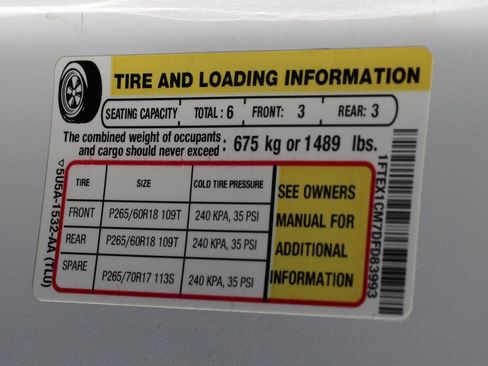 TIRE AND LOADING INFORMATION
SEATING CAPACITY TOTAL: 6 FRONT: 3 REAR: 3
The combined weight of occupants
and cargo should never exceed: 675 kg or 1489 lbs.
TIRE SIZE COLD TIRE PRESSURE
FRONT P265/60R18 109T 240 KPA, 35 PSI
REAR P265/60R18 109T 240 KPA, 35 PSI
SPARE P265/70R17 113S 240 KPA, 35 PSI
SEE OWNERS
MANUAL FOR
ADDITIONAL
INFORMATION
505A-1532-AA (TL0)
1FTEX1CM7DFD83993